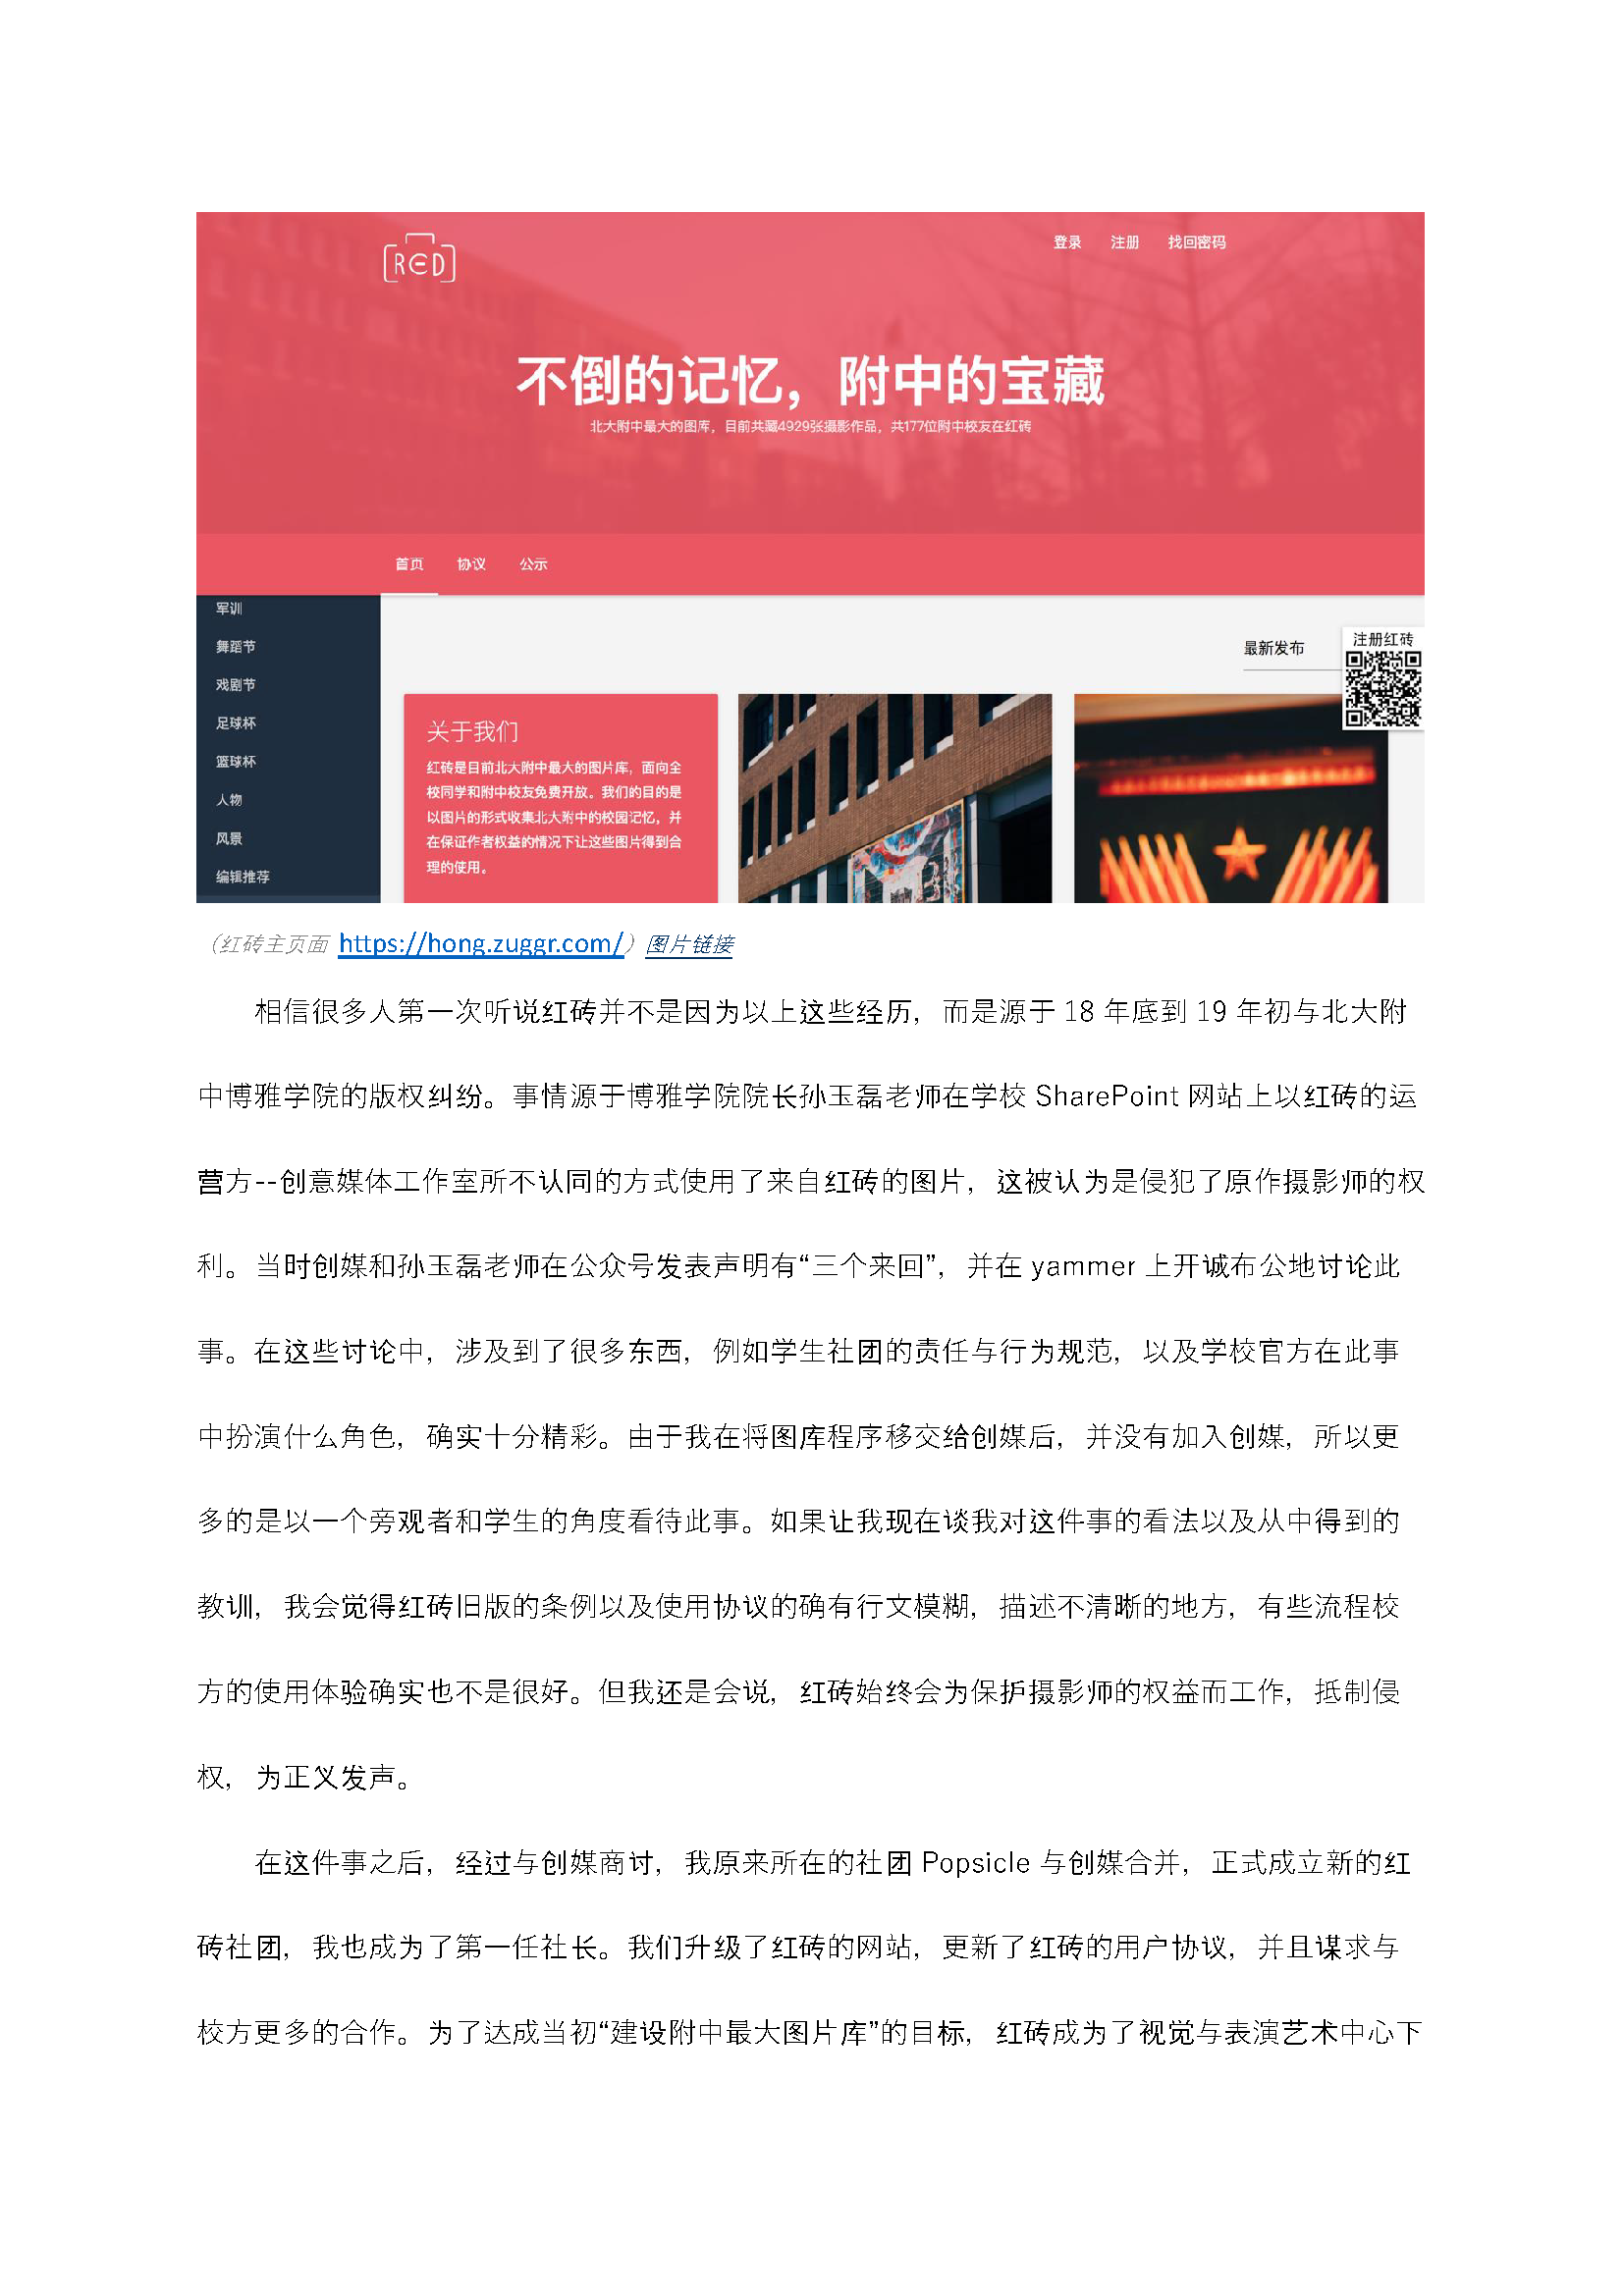 RED
登录 注册 找回密码
不倒的记忆，附中的宝藏
北大附中最大的图库，目前共藏4929张摄影作品，共177位附中校友在红砖
首页 协议 公示
军训
舞蹈节
戏剧节
足球杯
篮球杯
人物
风景
编辑推荐
最新发布
注册红砖
关于我们
红砖是目前北大附中最大的图片库，面向全
校同学和附中校友免费开放。我们的目的是
以图片的形式收集北大附中的校园记忆，并
在保证作者权益的情况下让这些图片得到合
理的使用。
（红砖主页面 https://hong.zuggr.com/）图片链接
相信很多人第一次听说红砖并不是因为以上这些经历，而是源于 18 年底到 19 年初与北大附
中博雅学院的版权纠纷。事情源于博雅学院院长孙玉磊老师在学校 SharePoint 网站上以红砖的运
营方--创意媒体工作室所不认同的方式使用了来自红砖的图片，这被认为是侵犯了原作摄影师的权
利。当时创媒和孙玉磊老师在公众号发表声明有“三个来回”，并在 yammer 上开诚布公地讨论此
事。在这些讨论中，涉及到了很多东西，例如学生社团的责任与行为规范，以及学校官方在此事
中扮演什么角色，确实十分精彩。由于我在将图库程序移交给创媒后，并没有加入创媒，所以更
多的是以一个旁观者和学生的角度看待此事。如果让我现在谈我对这件事的看法以及从中得到的
教训，我会觉得红砖旧版的条例以及使用协议的确有行文模糊，描述不清晰的地方，有些流程校
方的使用体验确实也不是很好。但我还是会说，红砖始终会为保护摄影师的权益而工作，抵制侵
权，为正义发声。
在这件事之后，经过与创媒商讨，我原来所在的社团 Popsicle 与创媒合并，正式成立新的红
砖社团，我也成为了第一任社长。我们升级了红砖的网站，更新了红砖的用户协议，并且谋求与
校方更多的合作。为了达成当初“建设附中最大图片库”的目标，红砖成为了视觉与表演艺术中心下